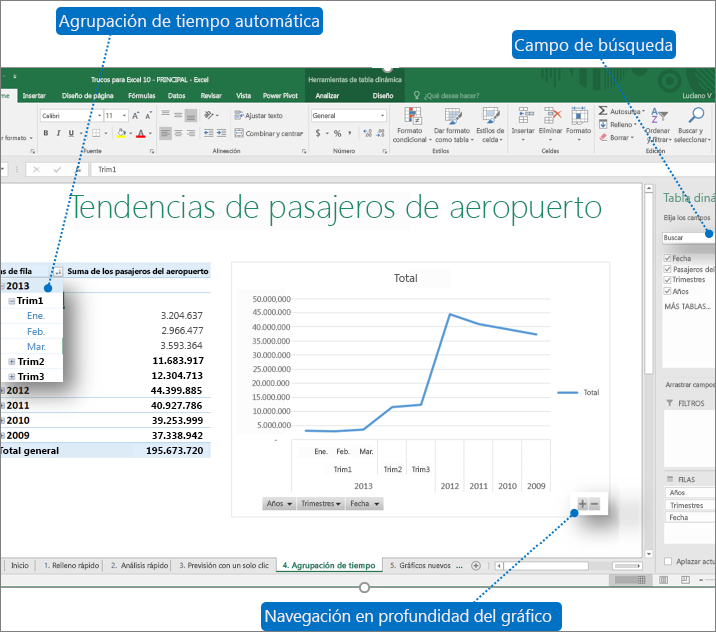 Agrupación de tiempo automática
Campo de búsqueda
Trucos para Excel 10 - PRINCIPAL - Excel
Herramientas de tabla dinámica
Insertar Diseño de página Fórmulas Datos Revisar Vista Power Pivot Analizar Diseño ¿Qué desea hacer? Luciano V
Calibri 11 A A Ajustar texto General Autosuma
formato N K S A Combinar y centrar $ % Formato condicional Dar formato como tabla Estilos de celda Insertar Eliminar Formato Relleno Borrar Ordenar y filtrar Buscar y seleccionar
Fuente Alineación Número Estilos Celdas Edición
Trim1
Tendencias de pasajeros de aeropuerto
Tabla diná
Elija los campos
Buscar
Fecha
Pasajeros del
Trimestres
Años
MÁS TABLAS...
Arrastrar campos
FILTROS
FILAS
Años
Trimestres
Fecha
Aplazar actu
as de fila Suma de los pasajeros del aeropuerto
2013
Trim1
Ene. 3.204.637
Feb. 2.966.477
Mar. 3.593.364
Trim2 11.683.917
Trim3 12.304.713
2012 44.399.885
2011 40.927.786
2010 39.253.999
2009 37.338.942
Total general 195.673.720
Total
50.000.000
45.000.000
40.000.000
35.000.000
30.000.000
25.000.000
20.000.000
15.000.000
10.000.000
5.000.000
-
Total
Ene. Feb. Mar.
Trim1 Trim2 Trim3
2013 2012 2011 2010 2009
Años Trimestres Fecha
+ −
Inicio 1. Relleno rápido 2. Análisis rápido 3. Previsión con un solo clic 4. Agrupación de tiempo 5. Gráficos nuevos ...
Navegación en profundidad del gráfico